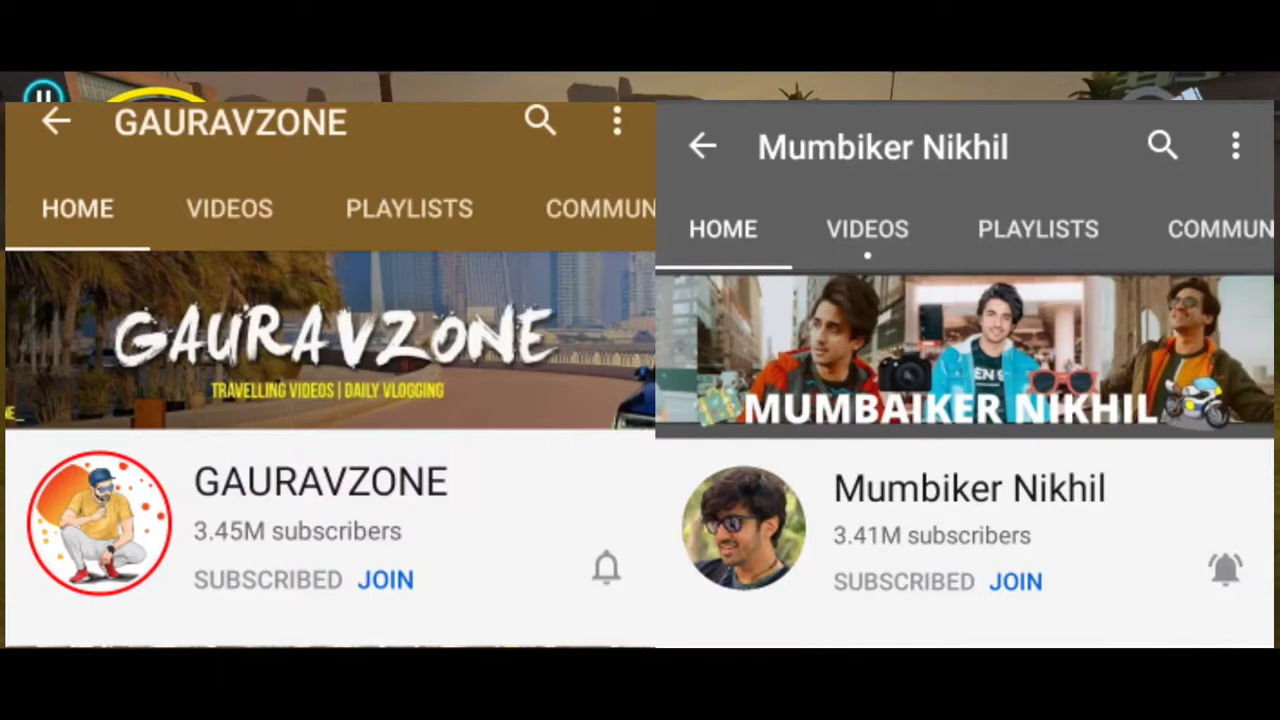 GAURAVZONE
HOME VIDEOS PLAYLISTS COMMUN
GAURAVZONE
TRAVELLING VIDEOS | DAILY VLOGGING
GAURAVZONE
3.45M subscribers
SUBSCRIBED JOIN
Mumbiker Nikhil
HOME VIDEOS PLAYLISTS COMMUN
MUMBAIKER NIKHIL
Mumbiker Nikhil
3.41M subscribers
SUBSCRIBED JOIN